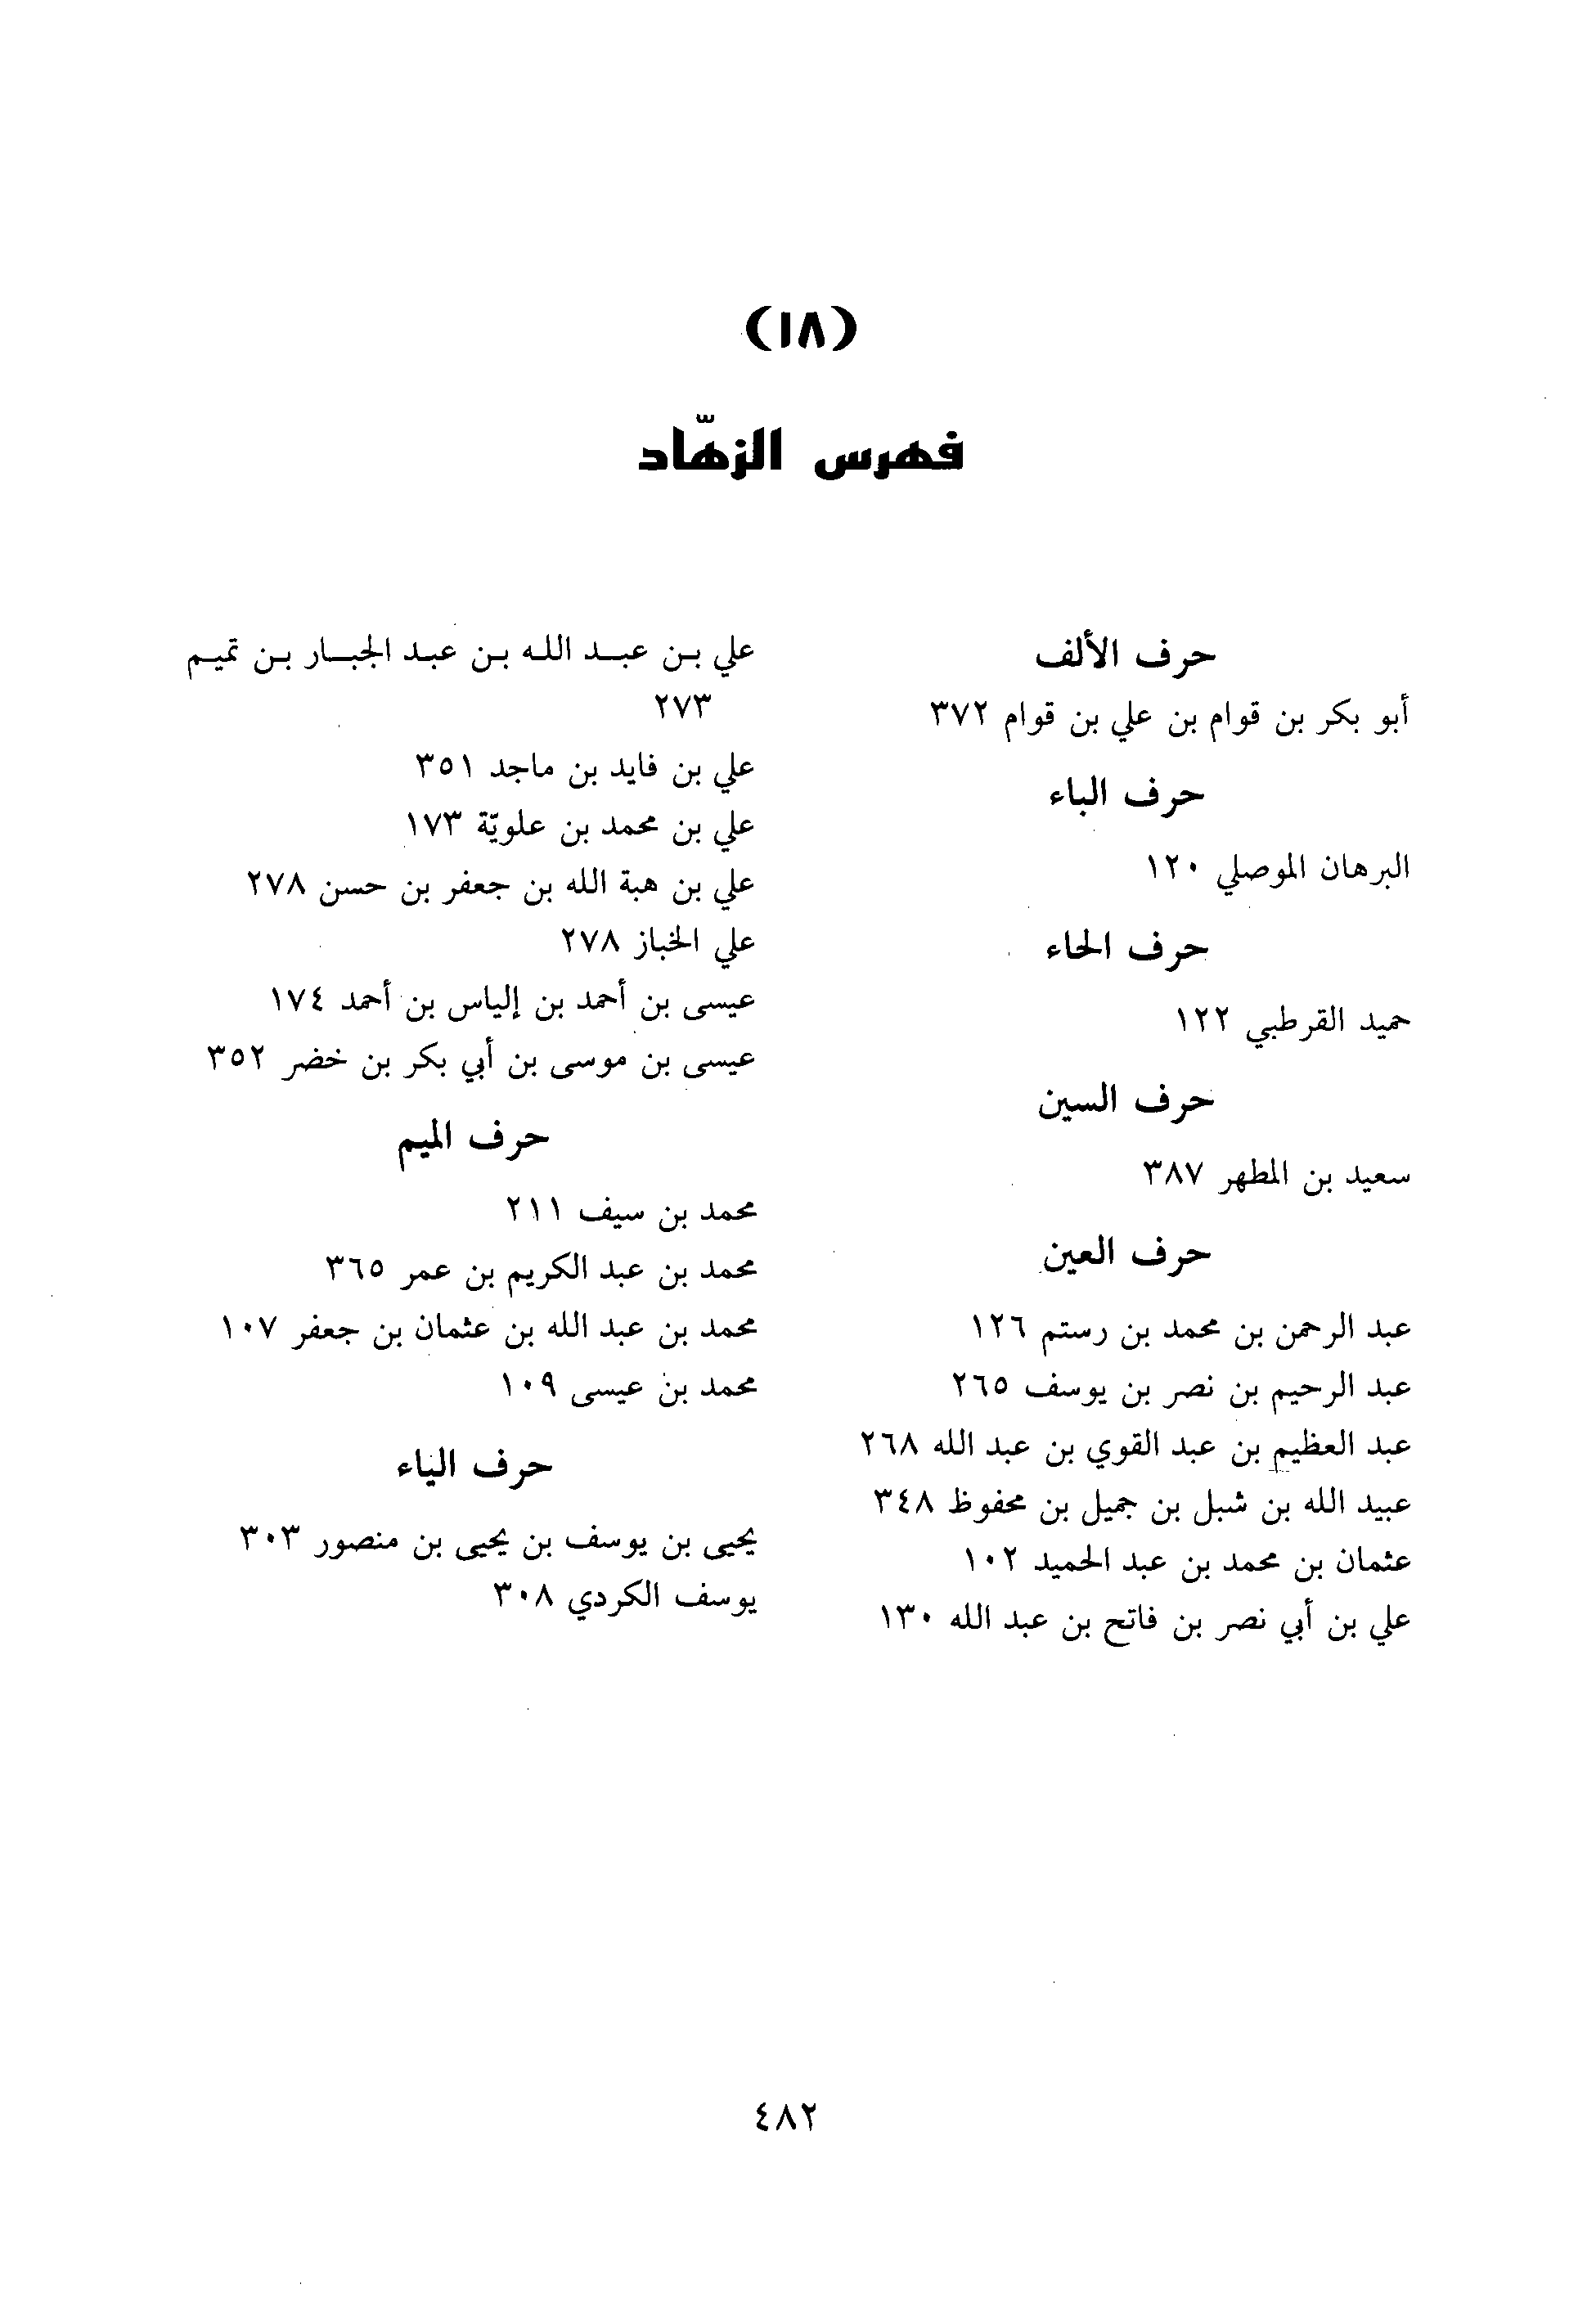 (١٨)
فهرس الزهّاد
حرف الألف
أبو بكر بن قوام بن علي بن قوام ٣٧٢
حرف الباء
البرهان الموصلي ١٢٠
حرف الحاء
حميد القرطبي ١٢٢
حرف السين
سعيد بن المطهر ٣٨٧
حرف العين
عبد الرحمن بن محمد بن رستم ١٢٦
عبد الرحيم بن نصر بن يوسف ٢٦٥
عبد العظيم بن عبد القوي بن عبد الله ٢٦٨
عبيد الله بن شبل بن جميل بن محفوظ ٣٤٨
عثمان بن محمد بن عبد الحميد ١٠٢
علي بن أبي نصر بن فاتح بن عبد الله ١٣٠
علي بن عبد الله بن عبد الجبار بن تميم
٢٧٣
علي بن فايد بن ماجد ٣٥١
علي بن محمد بن علويّة ١٧٣
علي بن هبة الله بن جعفر بن حسن ٢٧٨
علي الخباز ٢٧٨
عيسى بن أحمد بن إلياس بن أحمد ١٧٤
عيسى بن موسى بن أبي بكر بن خضر ٣٥٢
حرف الميم
محمد بن سيف ٢١١
محمد بن عبد الكريم بن عمر ٣٦٥
محمد بن عبد الله بن عثمان بن جعفر ١٠٧
محمد بن عيسى ١٠٩
حرف الياء
يحيى بن يوسف بن يحيى بن منصور ٣٠٣
يوسف الكردي ٣٠٨
٤٨٢